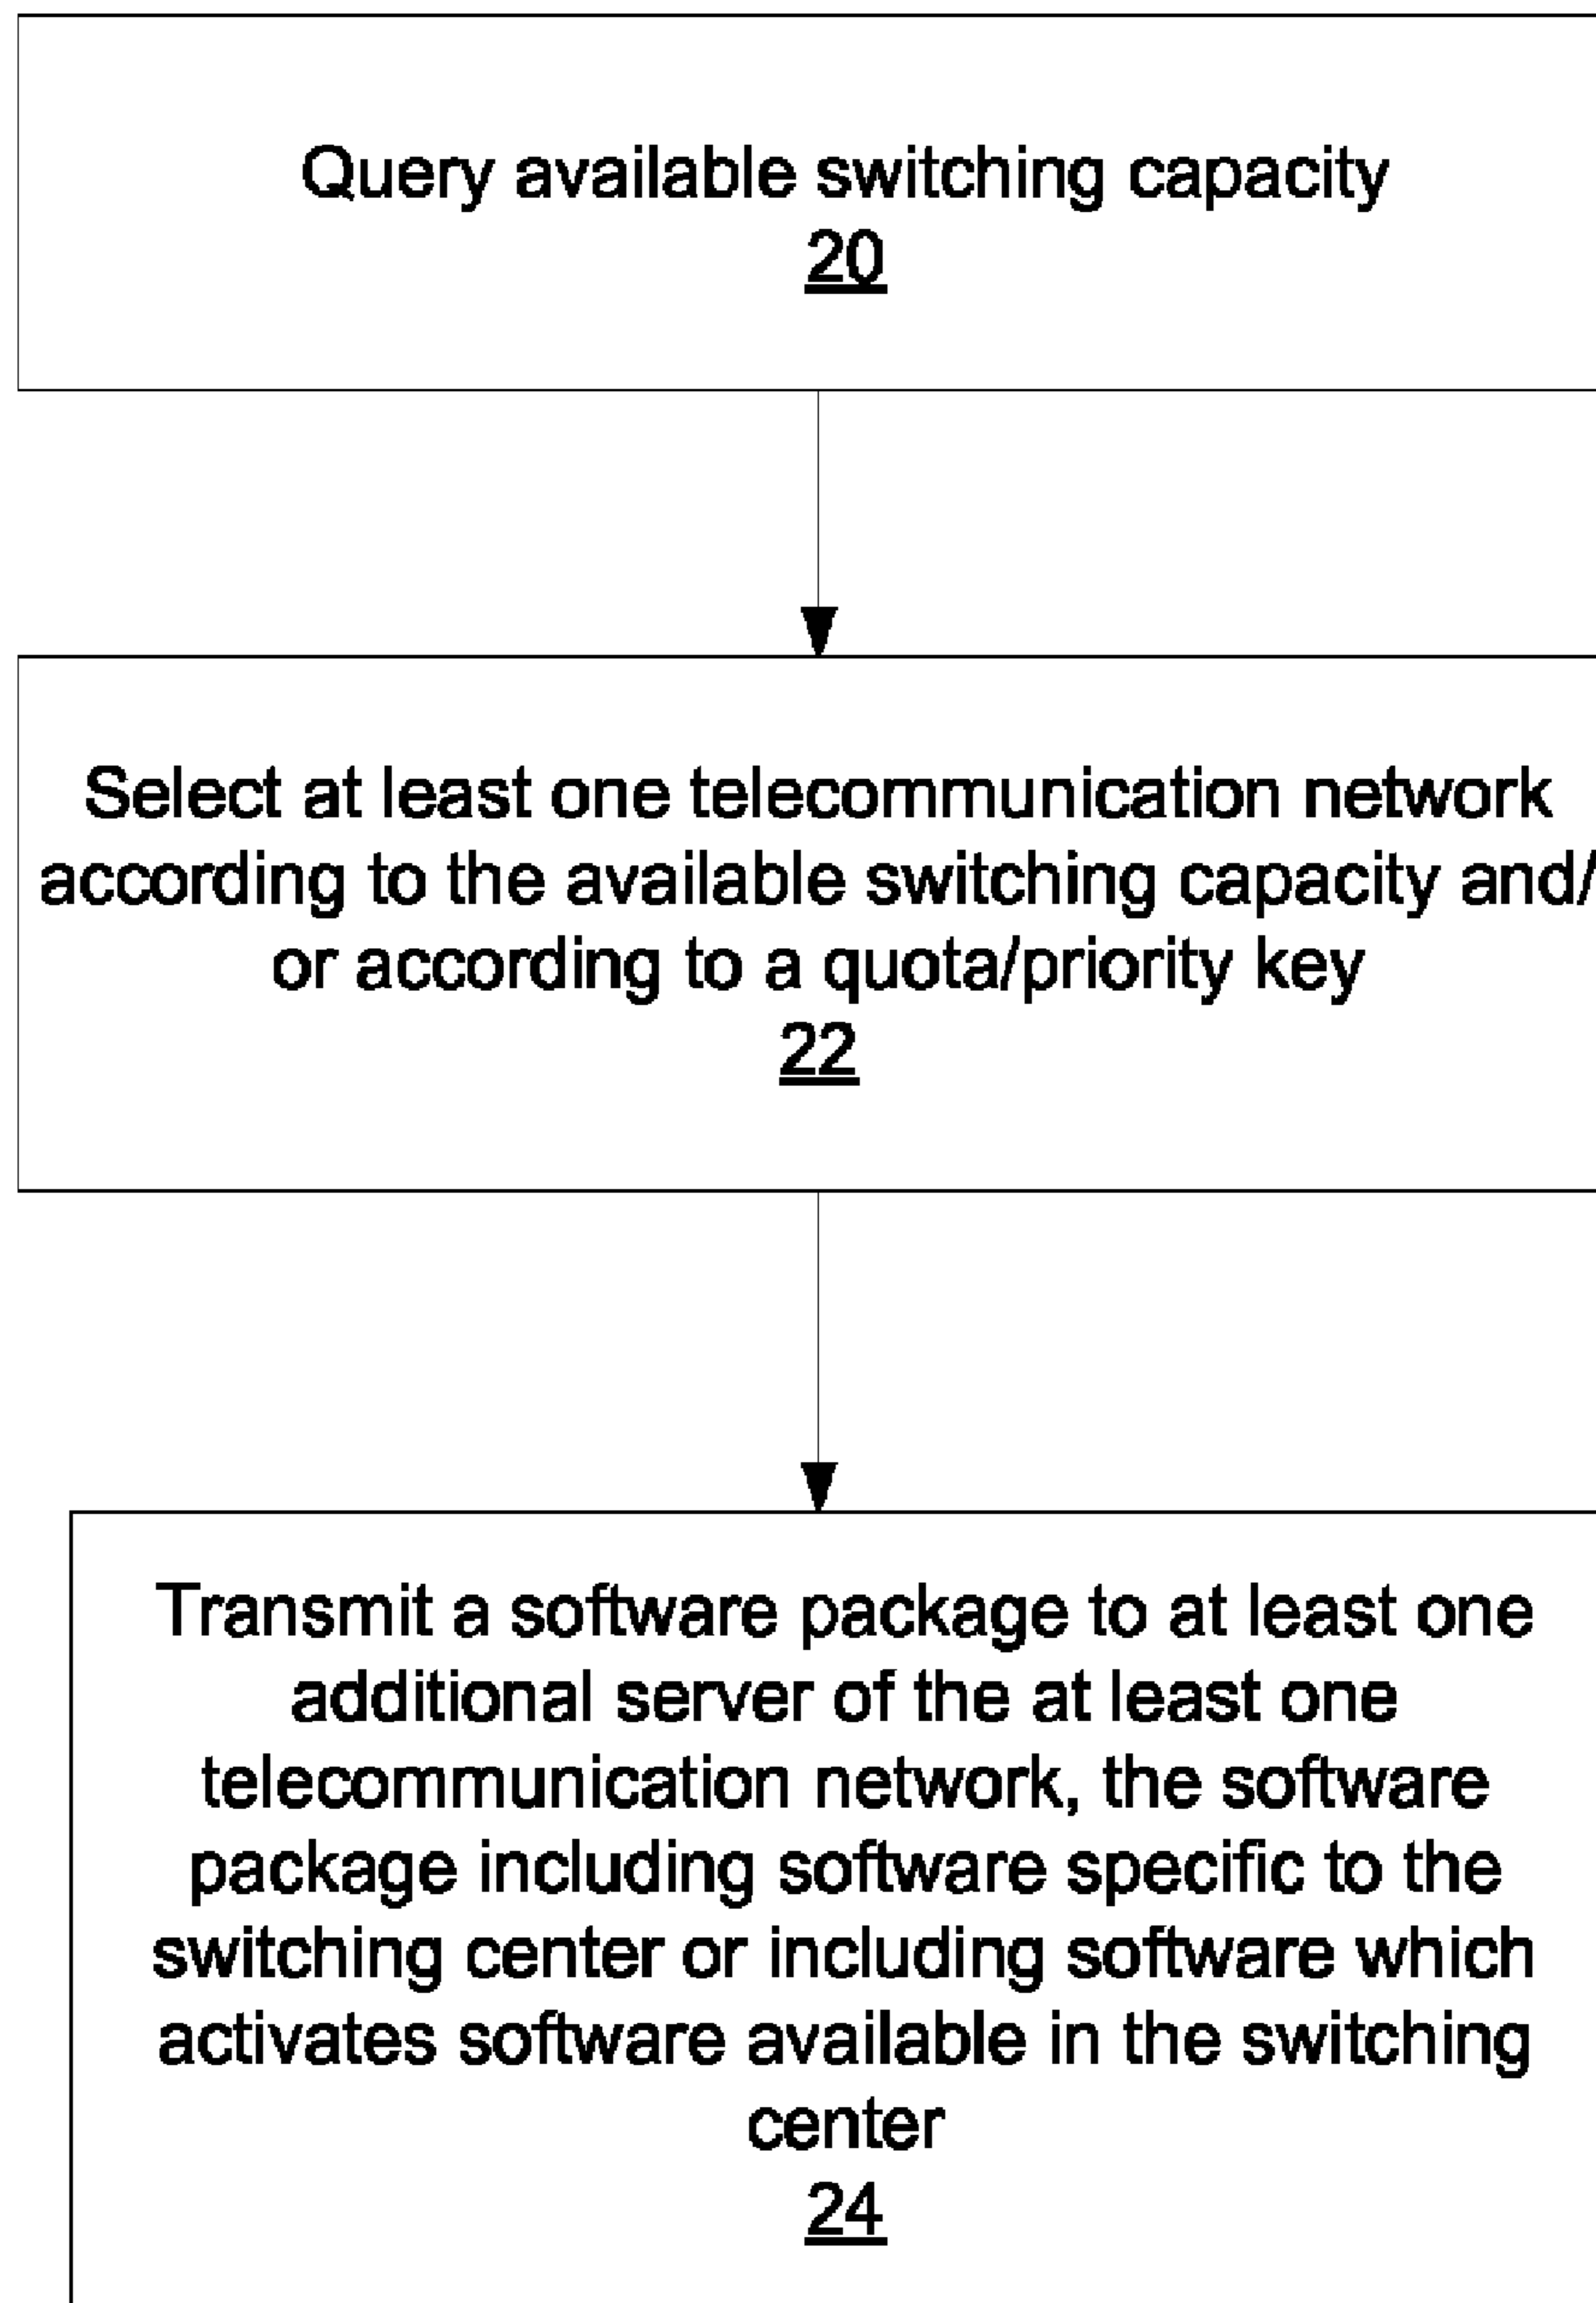 Query available switching capacity
20
Select at least one telecommunication network
according to the available switching capacity and/
or according to a quota/priority key
22
Transmit a software package to at least one
additional server of the at least one
telecommunication network, the software
package including software specific to the
switching center or including software which
activates software available in the switching
center
24